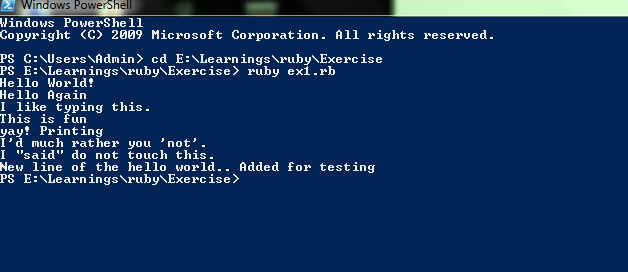 Windows PowerShell
Windows PowerShell
Copyright (C) 2009 Microsoft Corporation. All rights reserved.
PS C:\Users\Admin> cd E:\Learnings\ruby\Exercise
PS E:\Learnings\ruby\Exercise> ruby ex1.rb
Hello World!
Hello Again
I like typing this.
This is fun
yay! Printing
I'd much rather you 'not'.
I "said" do not touch this.
New line of the hello world.. Added for testing
PS E:\Learnings\ruby\Exercise>